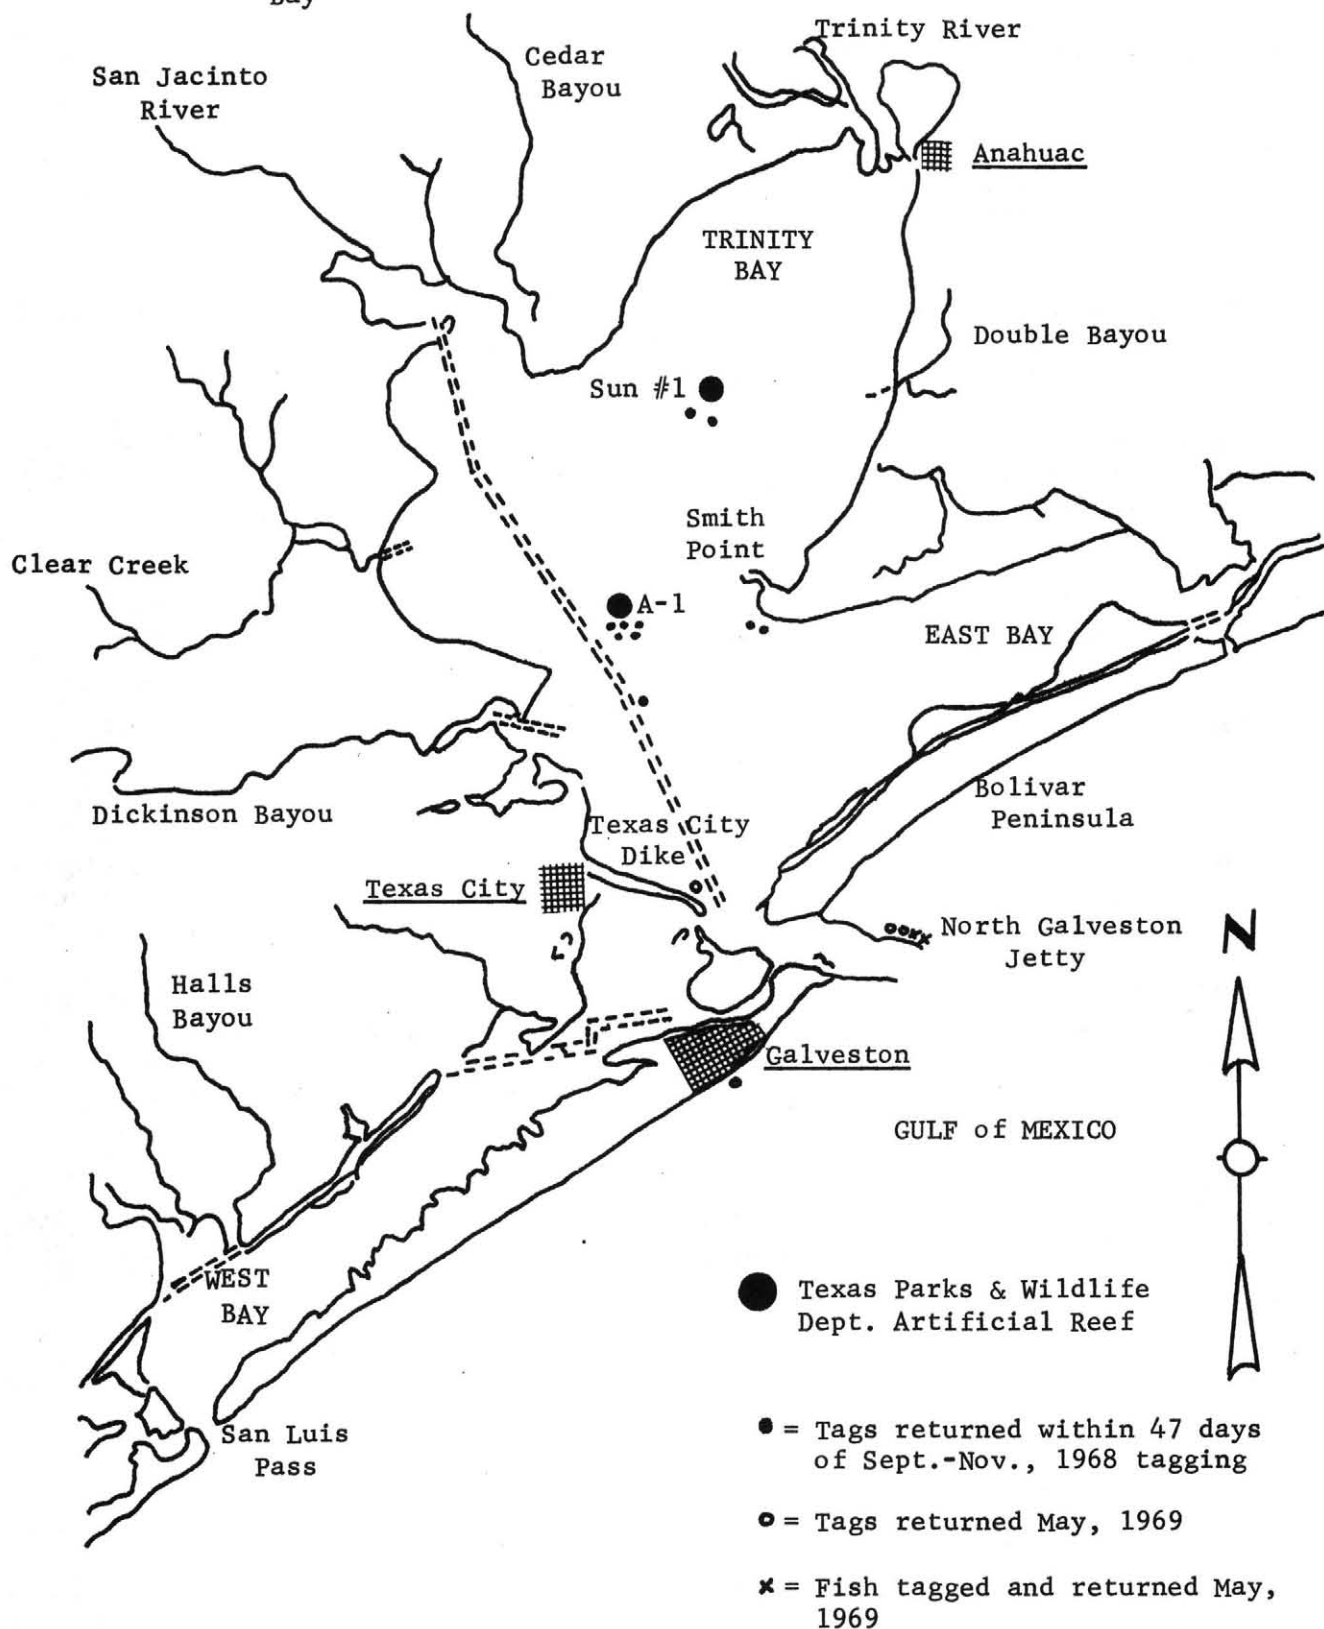 Bay
Trinity River
Cedar
Bayou
San Jacinto
River
Anahuac
TRINITY
BAY
Double Bayou
Sun #1
Smith
Point
Clear Creek
A-1
EAST BAY
Bolivar
Peninsula
Dickinson Bayou
Texas City
Dike
Texas City
North Galveston
Jetty
N
Halls
Bayou
Galveston
GULF of MEXICO
WEST
BAY
Texas Parks & Wildlife
Dept. Artificial Reef
San Luis
Pass
= Tags returned within 47 days
of Sept.-Nov., 1968 tagging
= Tags returned May, 1969
x = Fish tagged and returned May,
1969